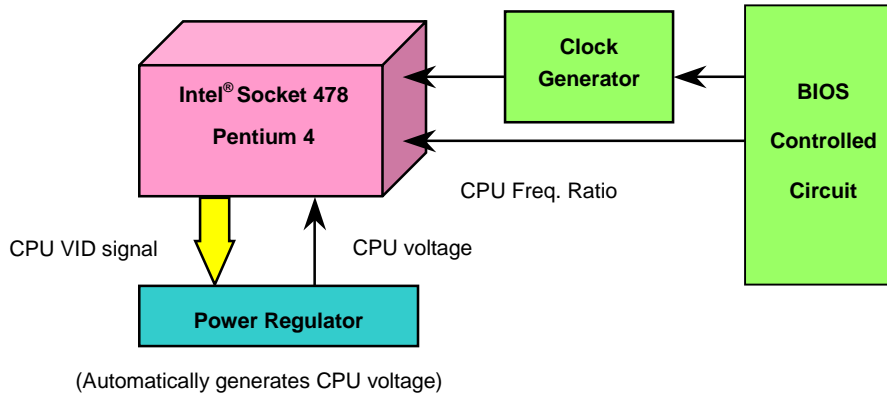 Intel® Socket 478
Pentium 4
Clock
Generator
BIOS
Controlled
Circuit
CPU Freq. Ratio
CPU VID signal
CPU voltage
Power Regulator
(Automatically generates CPU voltage)